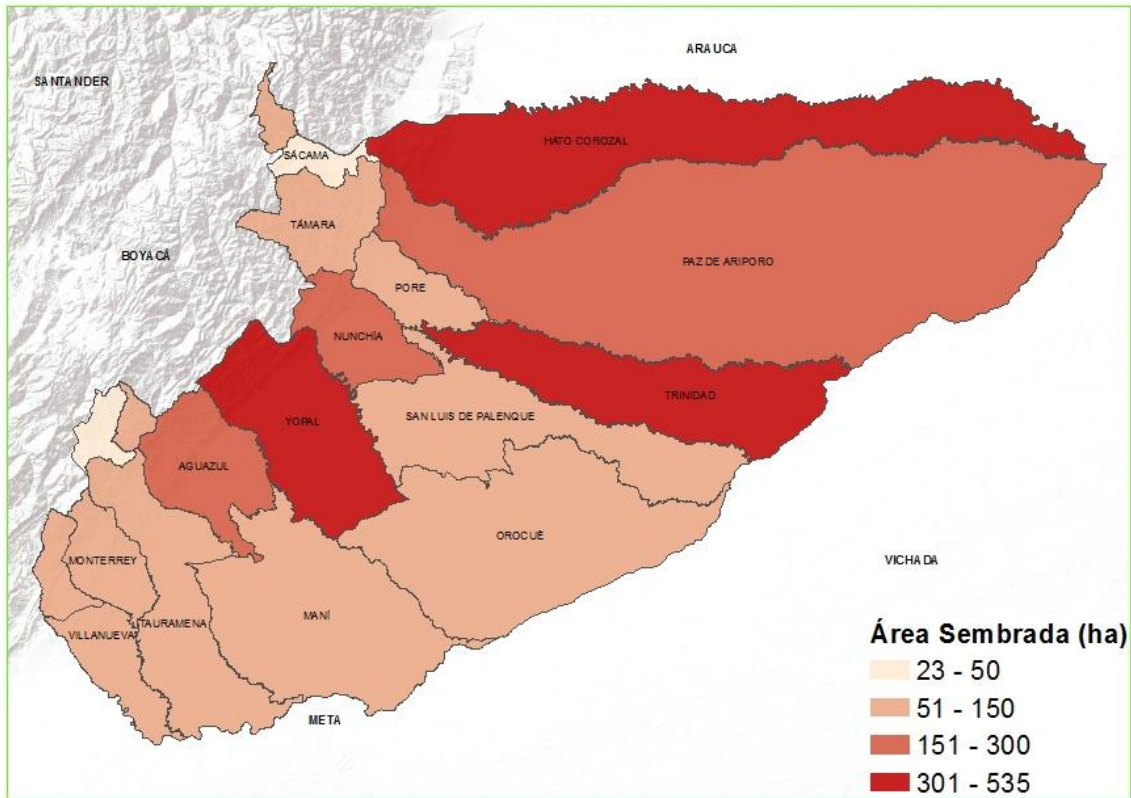 ARAUCA
SANTANDER
HATO COROZAL
SÁCAMA
TÁMARA
BOYACÁ
PAZ DE ARIPORO
PORE
NUNCHÍA
TRINIDAD
SAN LUIS DE PALENQUE
YOPAL
AGUAZUL
OROCUÉ
MONTERREY
VICHADA
MANÍ
TAURAMENA
VILLANUEVA
META
Área Sembrada (ha)
23 - 50
51 - 150
151 - 300
301 - 535